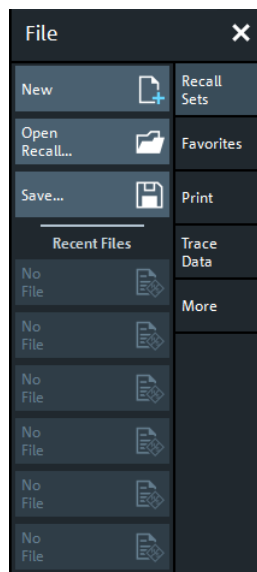 File
New
Open
Recall...
Save...
Recent Files
No
File
No
File
No
File
No
File
No
File
No
File
Recall
Sets
Favorites
Print
Trace
Data
More